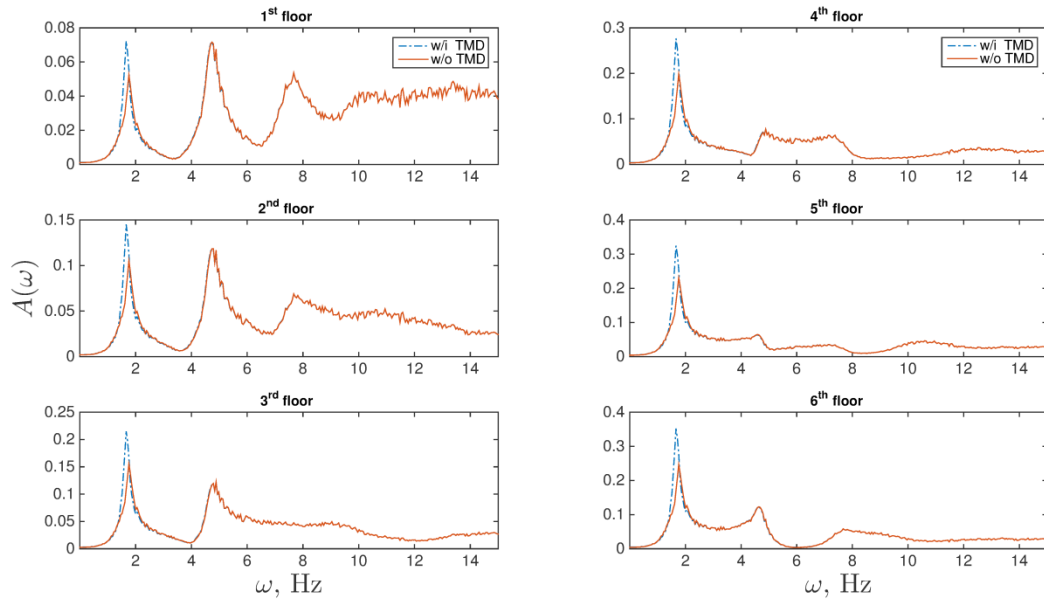 1st floor
0.08
0.06
0.04
0.02
0
2 4 6 8 10 12 14
w/i TMD
w/o TMD
2nd floor
0.15
0.1
0.05
0
2 4 6 8 10 12 14
A(ω)
3rd floor
0.25
0.2
0.15
0.1
0.05
0
2 4 6 8 10 12 14
ω, Hz
4th floor
0.3
0.2
0.1
0
2 4 6 8 10 12 14
w/i TMD
w/o TMD
5th floor
0.4
0.3
0.2
0.1
0
2 4 6 8 10 12 14
6th floor
0.4
0.3
0.2
0.1
0
2 4 6 8 10 12 14
ω, Hz